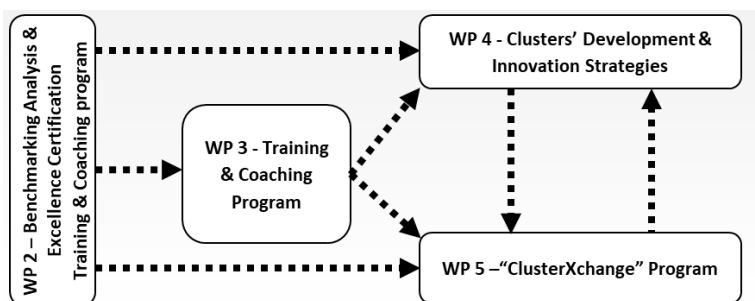 WP 2 – Benchmarking Analysis &
Excellence Certification
Training & Coaching program
WP 3 - Training
& Coaching
Program
WP 4 - Clusters’ Development &
Innovation Strategies
WP 5 –“ClusterXchange” Program